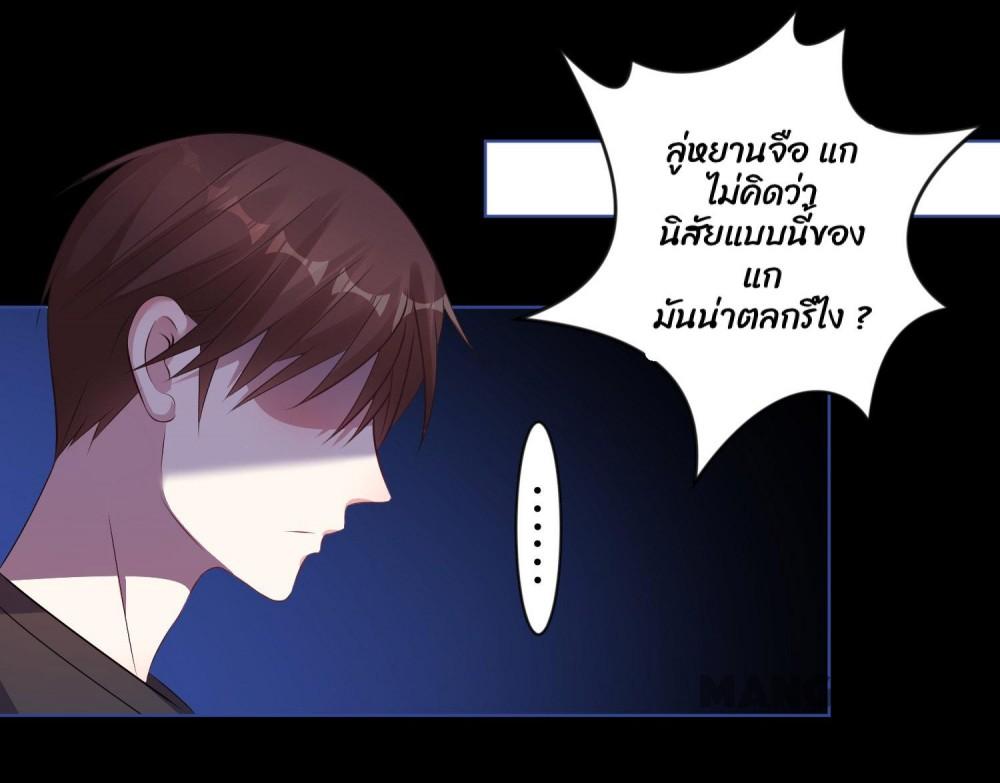 ลู่หยานจือ แก
ไม่คิดว่า
นิสัยแบบนี้ของ
แก
มันน่าตลกรึไง ?
......
MANG